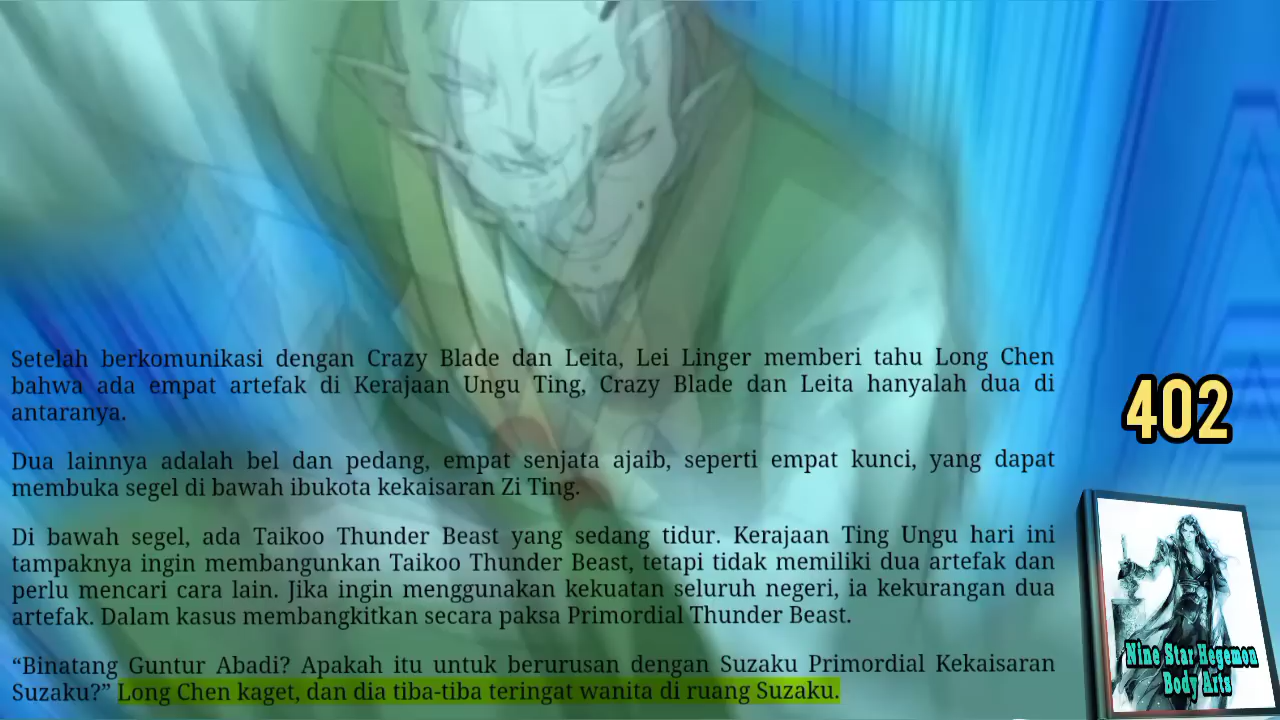 Setelah berkomunikasi dengan Crazy Blade dan Leita, Lei Linger memberi tahu Long Chen
bahwa ada empat artefak di Kerajaan Ungu Ting, Crazy Blade dan Leita hanyalah dua di
antaranya.
Dua lainnya adalah bel dan pedang, empat senjata ajaib, seperti empat kunci, yang dapat
membuka segel di bawah ibukota kekaisaran Zi Ting.
Di bawah segel, ada Taikoo Thunder Beast yang sedang tidur. Kerajaan Ting Ungu hari ini
tampaknya ingin membangunkan Taikoo Thunder Beast, tetapi tidak memiliki dua artefak dan
perlu mencari cara lain. Jika ingin menggunakan kekuatan seluruh negeri, ia kekurangan dua
artefak. Dalam kasus membangkitkan secara paksa Primordial Thunder Beast.
“Binatang Guntur Abadi? Apakah itu untuk berurusan dengan Suzaku Primordial Kekaisaran
Suzaku?” Long Chen kaget, dan dia tiba-tiba teringat wanita di ruang Suzaku.
402
Nine Star Hegemon
Body Arts